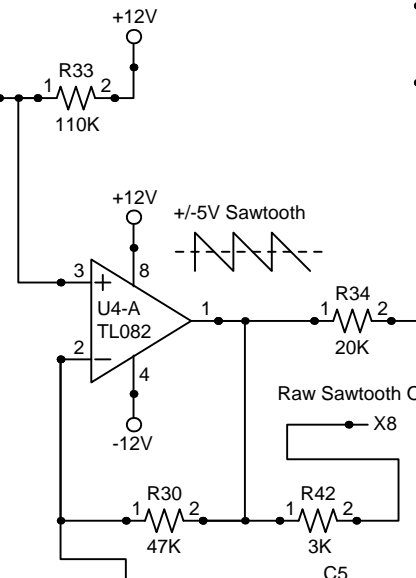 +12V
R33
1 2
110K
+12V
+/-5V Sawtooth
3
8
+
U4-A
TL082
1
R34
1 2
20K
2
−
4
Raw Sawtooth
X8
-12V
R30
1 2
47K
R42
1 2
3K
C5